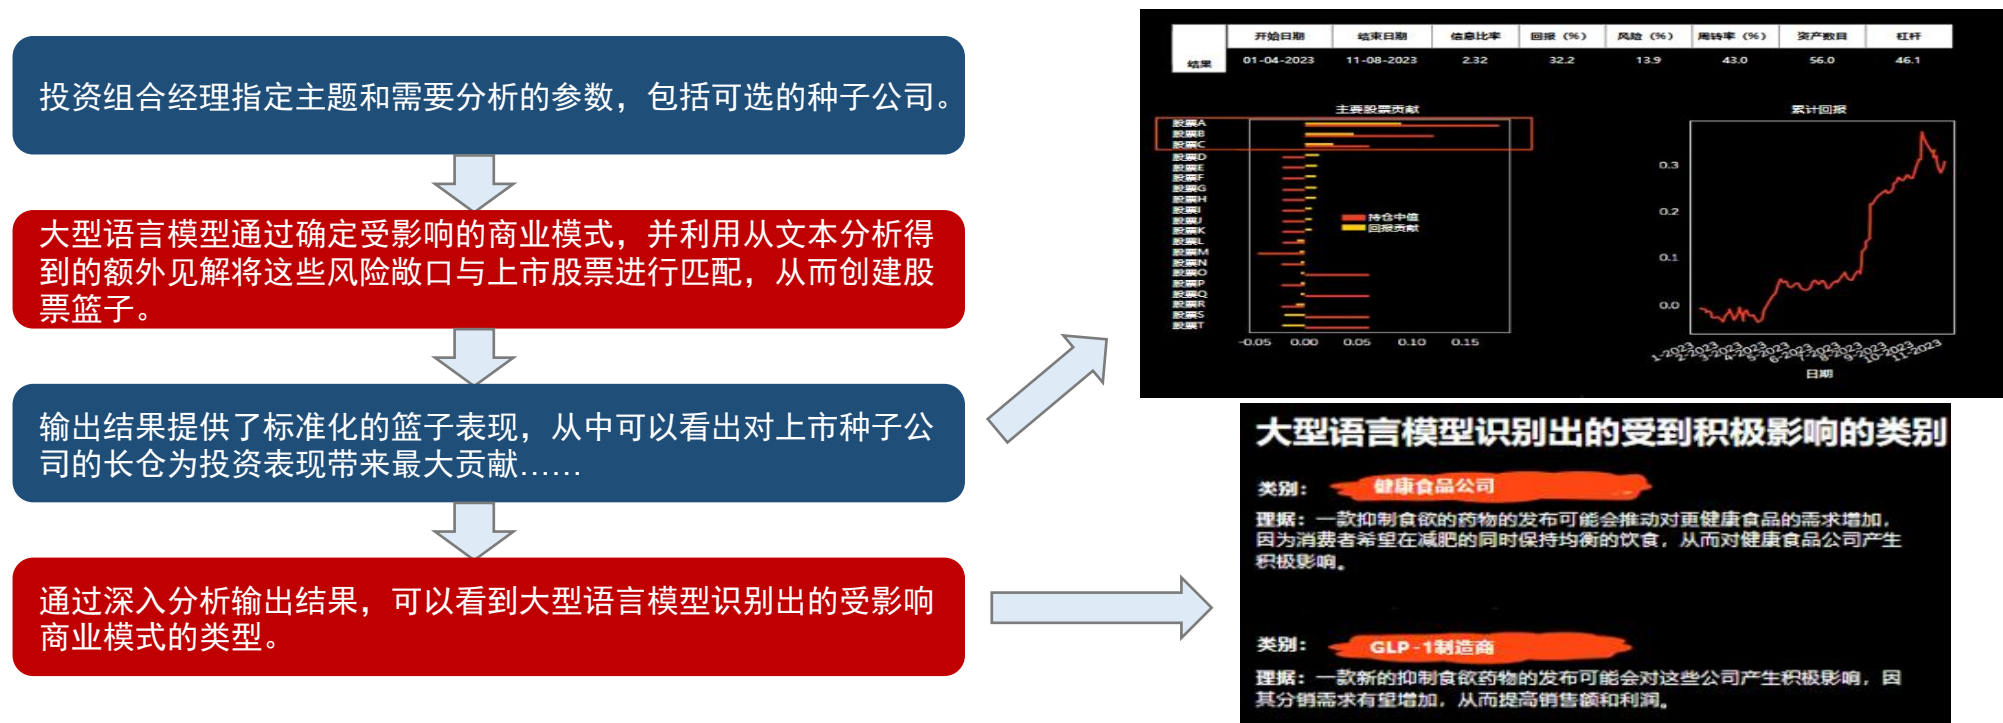 投资组合经理指定主题和需要分析的参数，包括可选的种子公司。
大型语言模型通过确定受影响的商业模式，并利用从文本分析得
到的额外见解将这些风险敞口与上市股票进行匹配，从而创建股
票篮子。
输出结果提供了标准化的篮子表现，从中可以看出对上市种子公
司的长仓为投资表现带来最大贡献……
通过深入分析输出结果，可以看到大型语言模型识别出的受影响
商业模式的类型。
开始日期 结束日期 信息比率 回报（%） 风险（%） 周转率（%） 资产数目 杠杆
结果 01-04-2023 11-08-2023 2.32 32.2 13.9 43.0 56.0 46.1
主要股票贡献
股票A
股票B
股票C
股票D
股票E
股票F
股票G
股票H
股票I
股票J
股票K
股票L
股票M
股票N
股票O
股票P
股票Q
股票R
股票S
股票T
持仓中值
回报贡献
-0.05 0.00 0.05 0.10 0.15
累计回报
0.3
0.2
0.1
0.0
1-2023
2-2023
3-2023
4-2023
5-2023
6-2023
7-2023
8-2023
9-2023
10-2023
11-2023
日期
大型语言模型识别出的受到积极影响的类别
类别： 健康食品公司
理据：一款抑制食欲的药物的发布可能会推动对更健康食品的需求增加，
因为消费者希望在减肥的同时保持均衡的饮食，从而对健康食品公司产生
积极影响。
类别： GLP-1制造商
理据：一款新的抑制食欲药物的发布可能会对这些公司产生积极影响，因
其分销需求有望增加，从而提高销售额和利润。